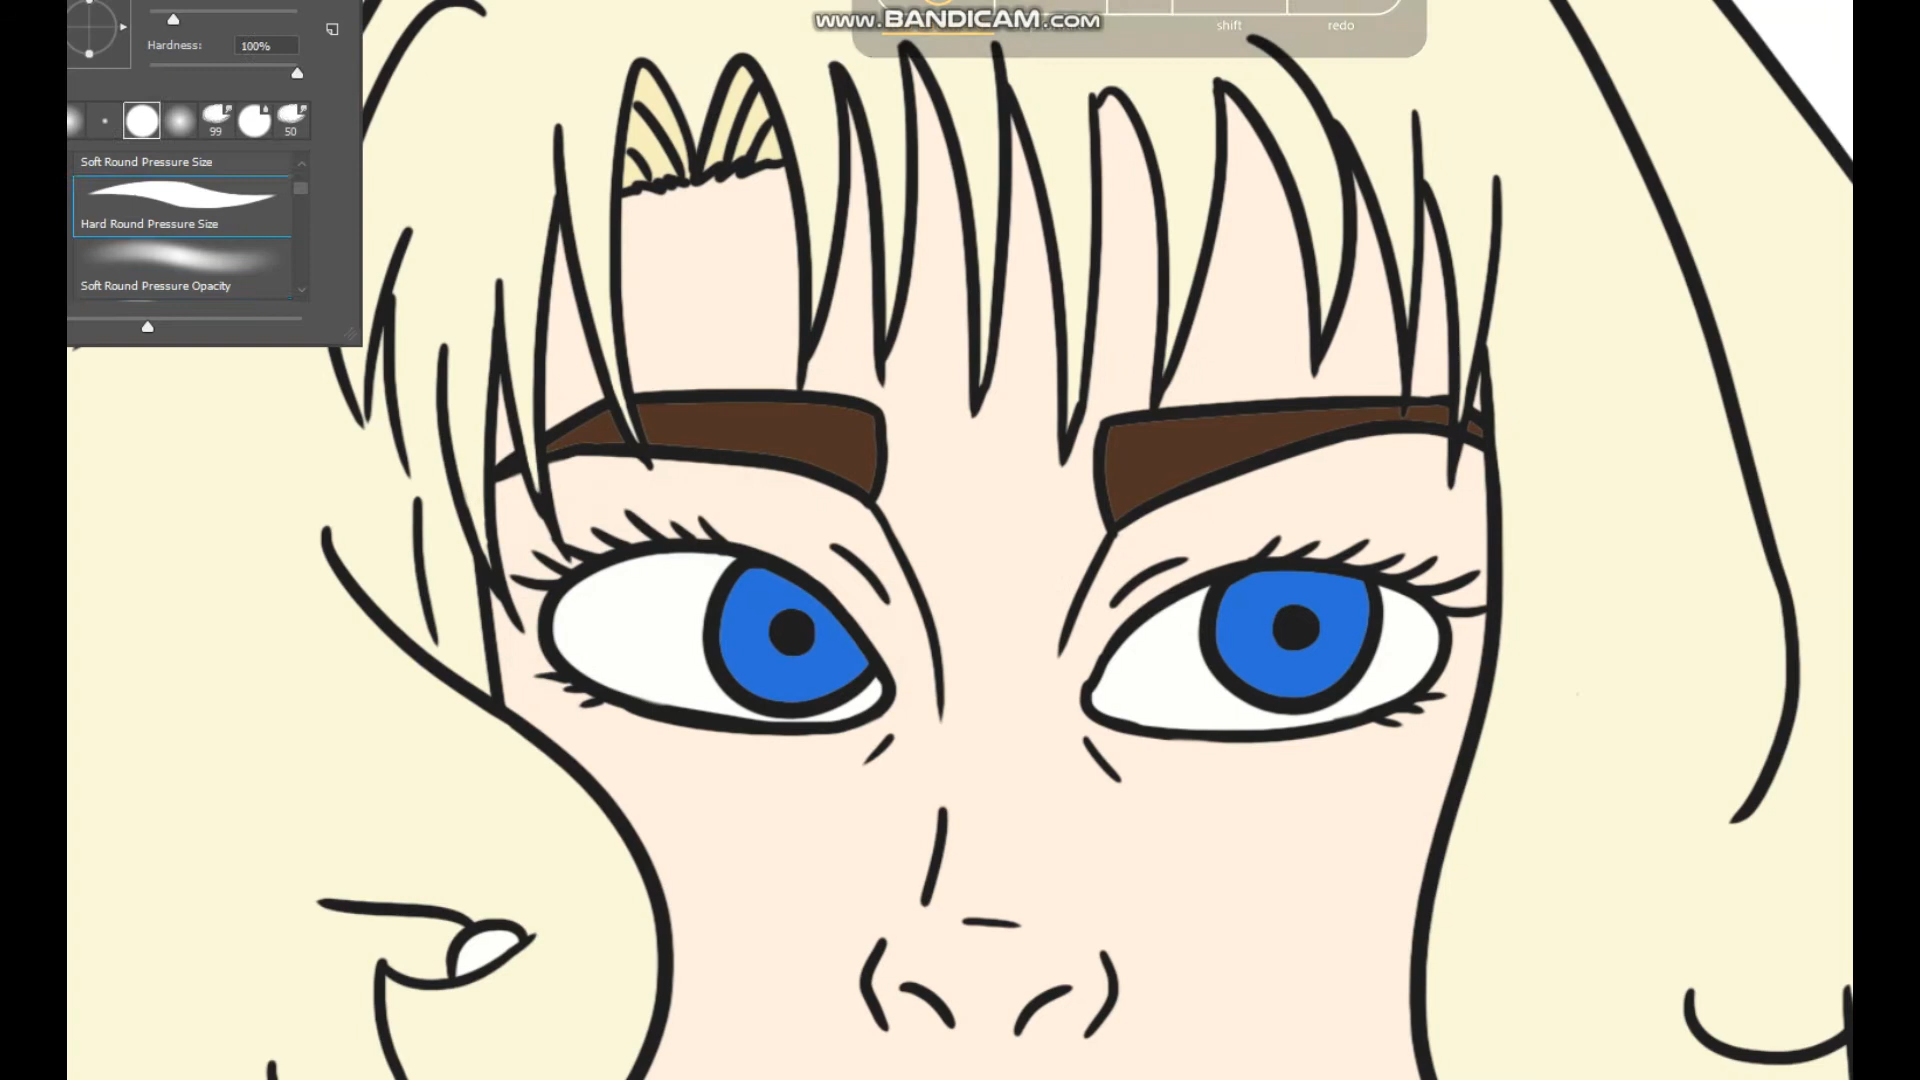 www.BANDICAM.com
shift
redo
Hardness:
100%
99
50
Soft Round Pressure Size
Hard Round Pressure Size
Soft Round Pressure Opacity